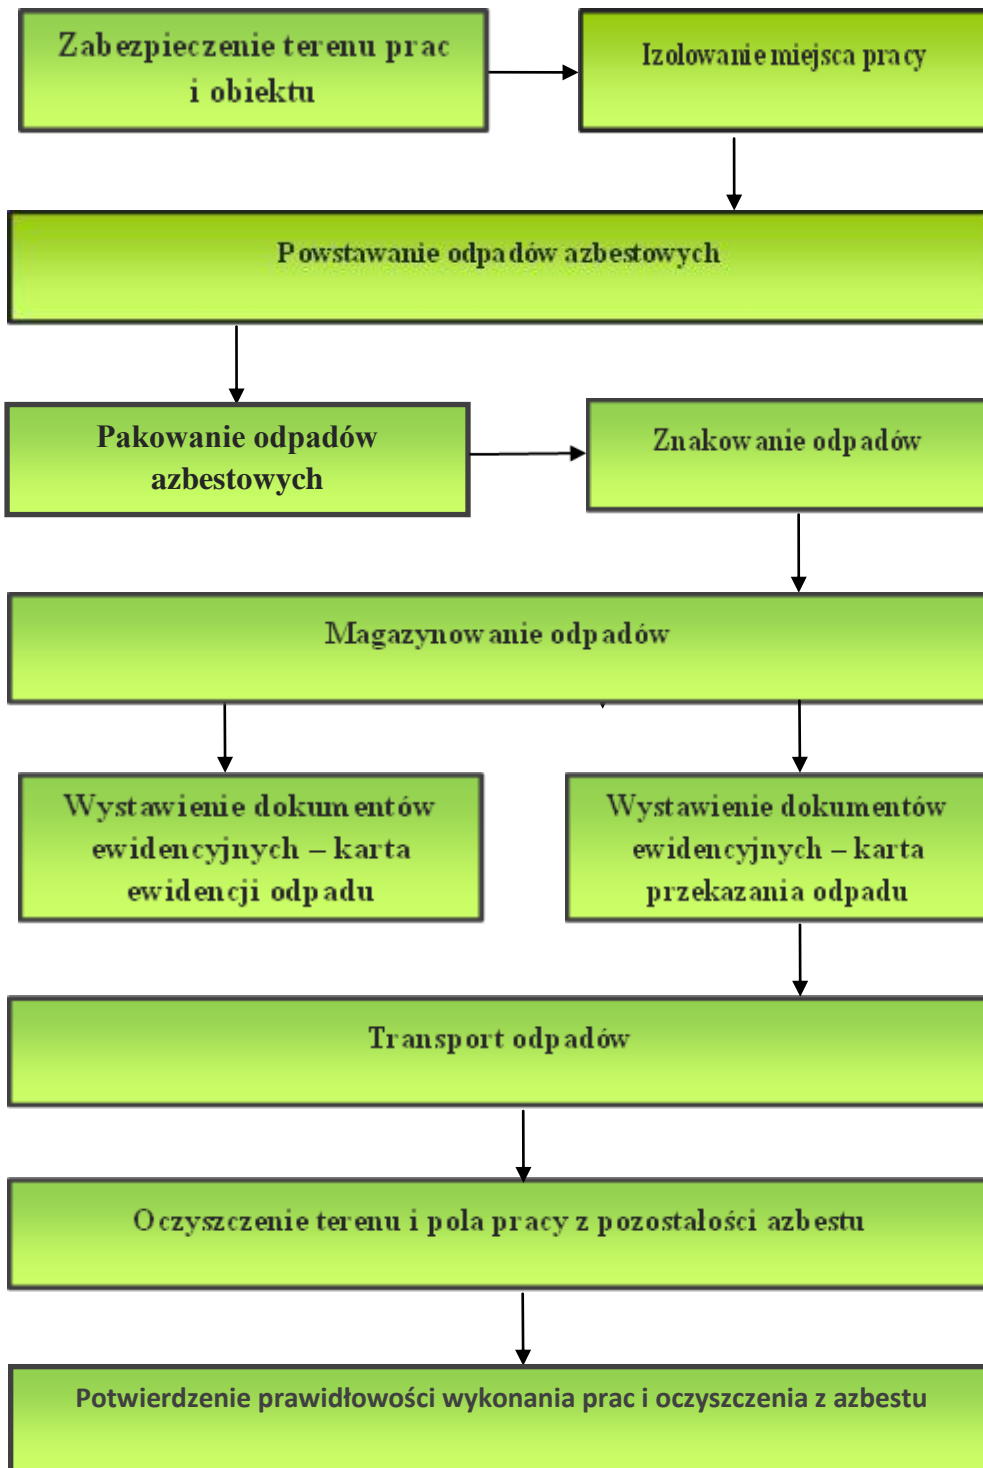 Zabezpieczenie terenu prac
i obiektu
Izolowanie miejsca pracy
Powstawanie odpadów azbestowych
Pakowanie odpadów
azbestowych
Znakowanie odpadów
Magazynowanie odpadów
Wystawienie dokumentów
ewidencyjnych – karta
ewidencji odpadu
Wystawienie dokumentów
ewidencyjnych – karta
przekazania odpadu
Transport odpadów
Oczyszczenie terenu i pola pracy z pozostałości azbestu
Potwierdzenie prawidłowości wykonania prac i oczyszczenia z azbestu